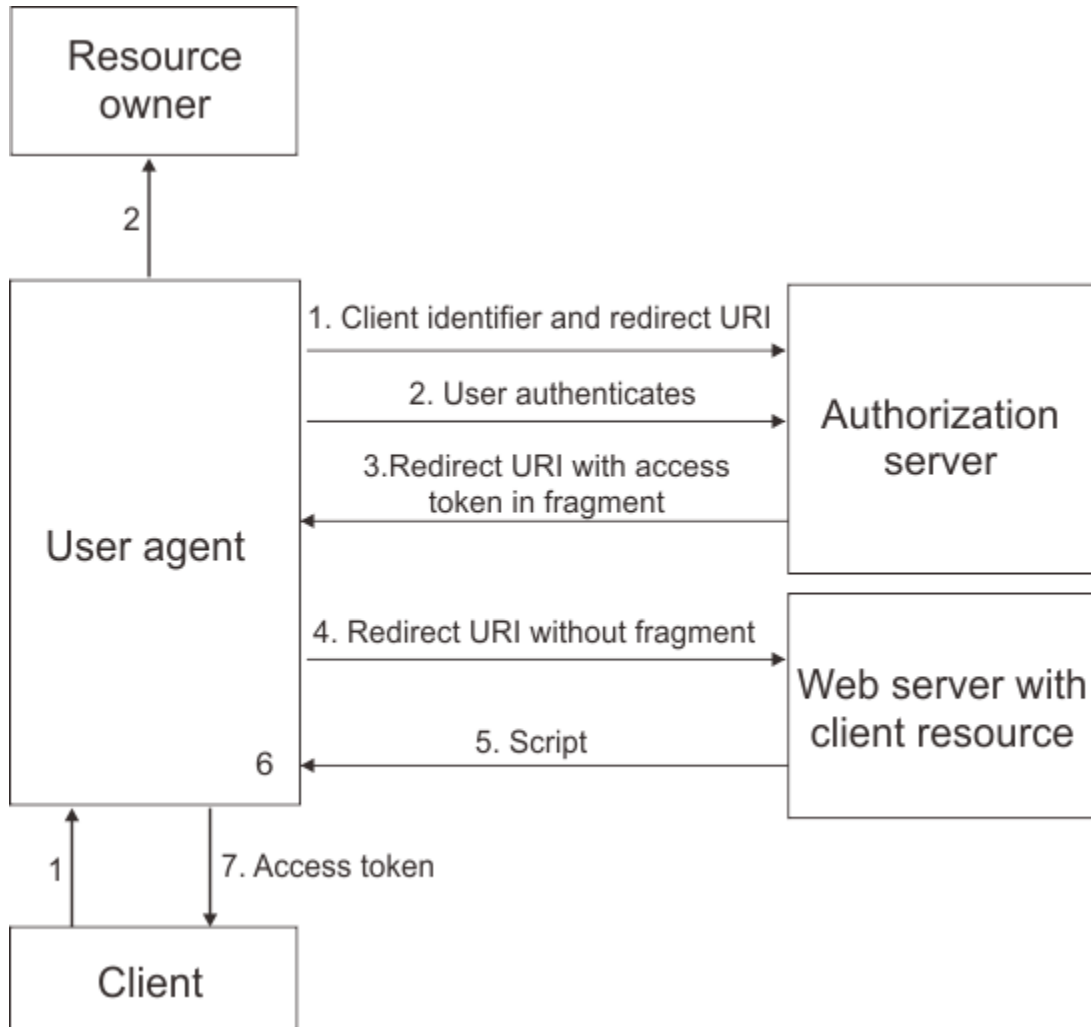 Resource
owner
2
1. Client identifier and redirect URI
2. User authenticates
3.Redirect URI with access
token in fragment
Authorization
server
User agent
4. Redirect URI without fragment
Web server with
client resource
5. Script
6
1
7. Access token
Client